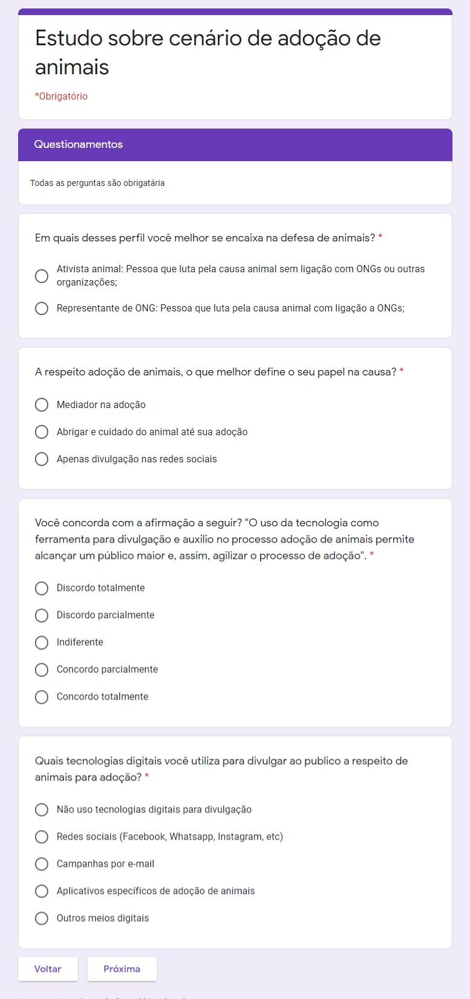 Estudo sobre cenário de adoção de
animais
*Obrigatório
Questionamentos
Todas as perguntas são obrigatária
Em quais desses perfil você melhor se encaixa na defesa de animais? *
Ativista animal: Pessoa que luta pela causa animal sem ligação com ONGs ou outras
organizações;
Representante de ONG: Pessoa que luta pela causa animal com ligação a ONGs;
A respeito adoção de animais, o que melhor define o seu papel na causa? *
Mediador na adoção
Abrigar e cuidado do animal até sua adoção
Apenas divulgação nas redes sociais
Você concorda com a afirmação a seguir? "O uso da tecnologia como
ferramenta para divulgação e auxilio no processo adoção de animais permite
alcançar um público maior e, assim, agilizar o processo de adoção". *
Discordo totalmente
Discordo parcialmente
Indiferente
Concordo parcialmente
Concordo totalmente
Quais tecnologias digitais você utiliza para divulgar ao publico a respeito de
animais para adoção? *
Não uso tecnologias digitais para divulgação
Redes sociais (Facebook, Whatsapp, Instagram, etc)
Campanhas por e-mail
Aplicativos específicos de adoção de animais
Outros meios digitais
Voltar
Próxima